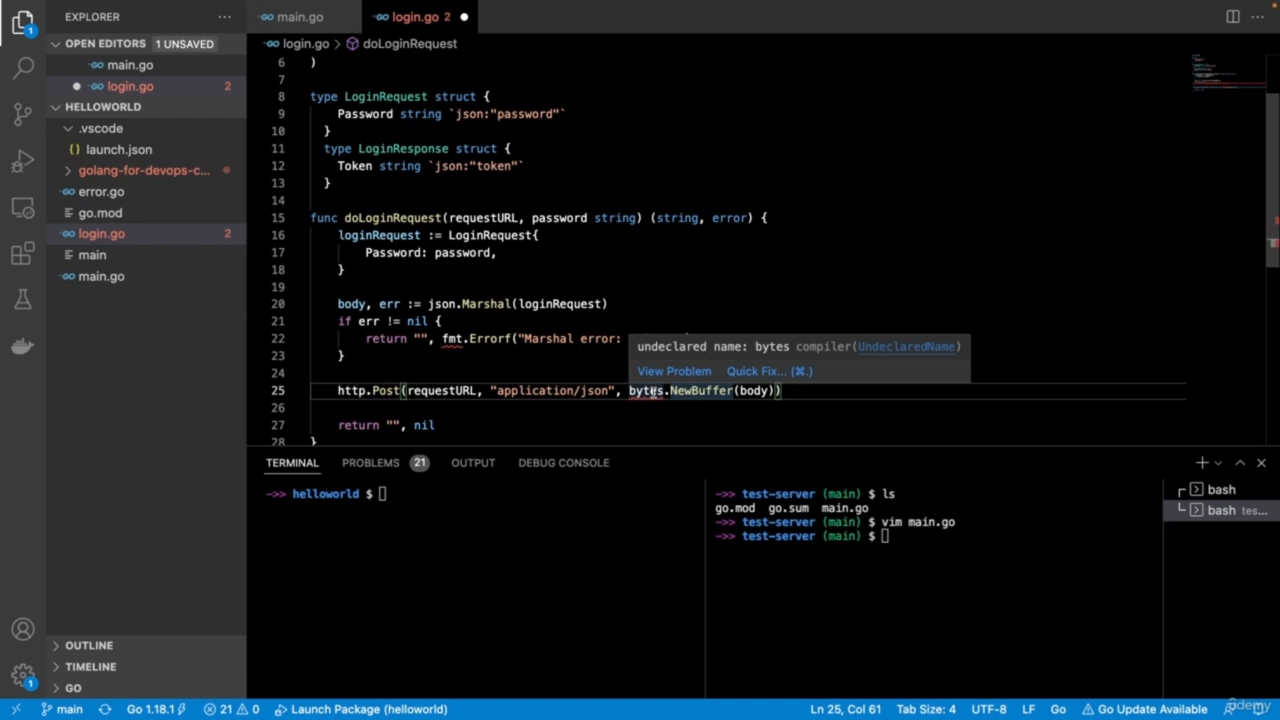 EXPLORER
main.go
login.go 2
login.go > doLoginRequest
OPEN EDITORS 1 UNSAVED
main.go
login.go 2
HELLOWORLD
.vscode
{} launch.json
golang-for-devops-c...
error.go
go.mod
login.go 2
main
main.go
OUTLINE
TIMELINE
GO
6 )
7
8 type LoginRequest struct {
9 Password string `json:"password"`
10 }
11 type LoginResponse struct {
12 Token string `json:"token"`
13 }
14
15 func doLoginRequest(requestURL, password string) (string, error) {
16 loginRequest := LoginRequest{
17 Password: password,
18 }
19
20 body, err := json.Marshal(loginRequest)
21 if err != nil {
22 return "", fmt.Errorf("Marshal error:
23 }
24
25 http.Post(requestURL, "application/json", bytes.NewBuffer(body))
26
27 return "", nil
28 }
undeclared name: bytes compiler(UndeclaredName)
View Problem Quick Fix... (⌘.)
TERMINAL PROBLEMS 21 OUTPUT DEBUG CONSOLE
->> helloworld $
->> test-server (main) $ ls
go.mod go.sum main.go
->> test-server (main) $ vim main.go
->> test-server (main) $
bash
bash tes...
main Go 1.18.1 21 0 Launch Package (helloworld) Ln 25, Col 61 Tab Size: 4 UTF-8 LF Go Go Update Available
1
1
udemy